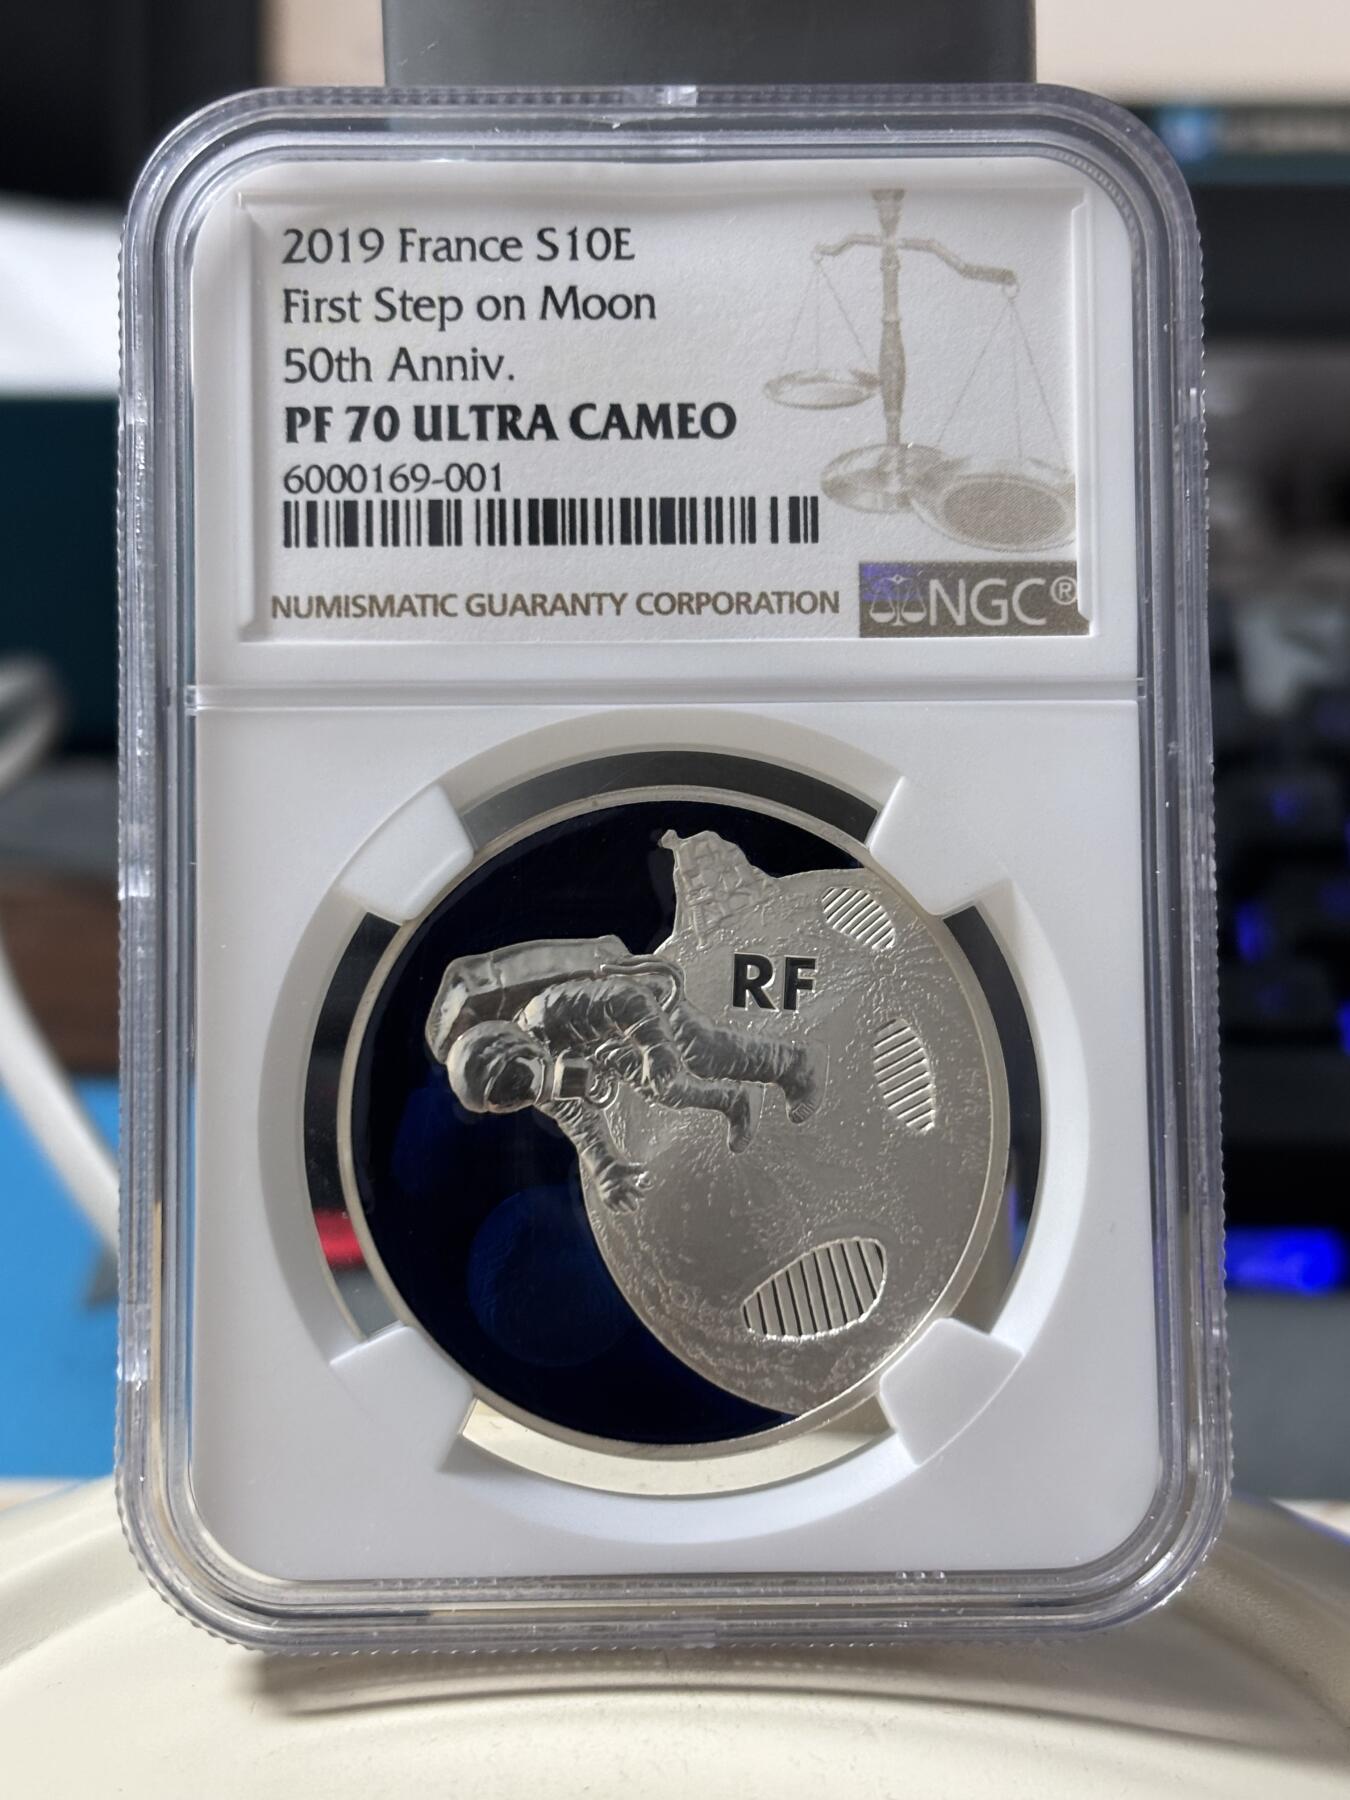 2019 France S10E
First Step on Moon
50th Anniv.
PF 70 ULTRA CAMEO
6000169-001
NUMISMATIC GUARANTY CORPORATION
NGC®
RF